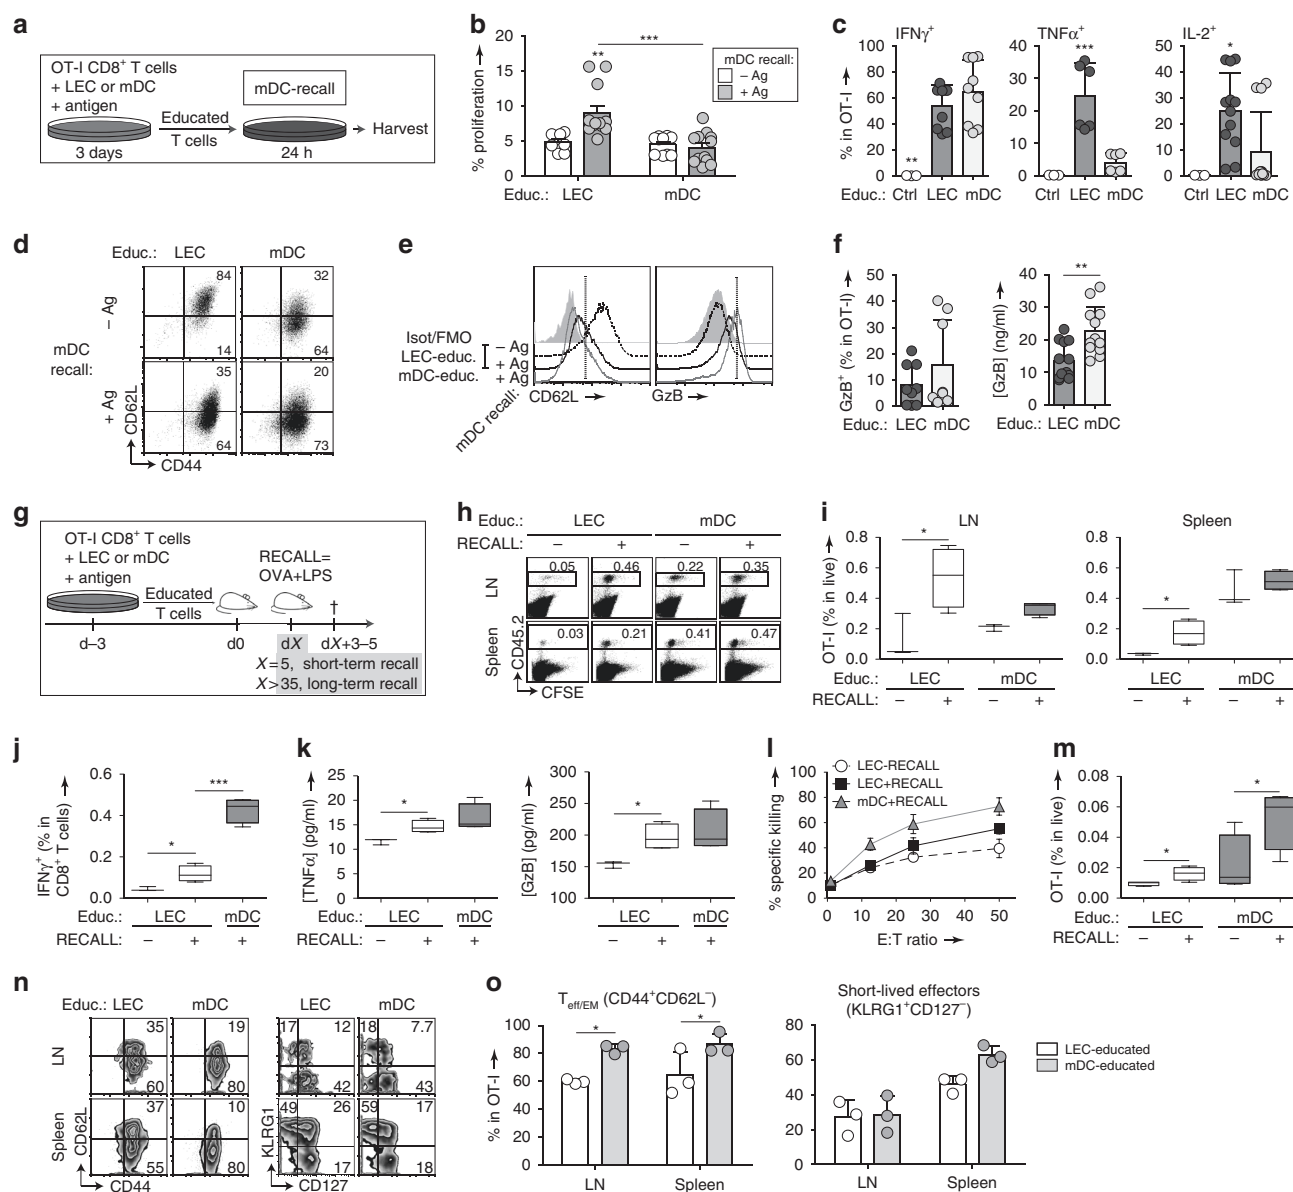 a
OT-I CD8⁺ T cells
+ LEC or mDC
+ antigen
mDC-recall
Educated
T cells
Harvest
3 days
24 h
b
20
15
10
5
0
% proliferation
**
***
mDC recall:
– Ag
+ Ag
Educ.:
LEC
mDC
c
IFNγ⁺
TNFα⁺
IL-2⁺
% in OT-I
100
80
60
40
20
0
**
Ctrl
LEC
mDC
40
30
20
10
0
***
Ctrl
LEC
mDC
50
40
30
20
10
0
*
Ctrl
LEC
mDC
Educ.:
d
Educ.:
LEC
mDC
– Ag
84
32
14
64
mDC
recall:
+ Ag
35
20
64
73
CD62L
CD44
e
Isot/FMO
LEC-educ.
– Ag
+ Ag
mDC-educ.
+ Ag
mDC recall:
CD62L
GzB
f
GzB⁺ (% in OT-I)
50
40
30
20
10
0
Educ.: LEC mDC
[GzB] (ng/ml)
40
30
20
10
0
**
Educ.: LEC mDC
g
OT-I CD8⁺ T cells
+ LEC or mDC
+ antigen
RECALL=
OVA+LPS
Educated
T cells
†
d–3
d0
dX
dX+3–5
X=5, short-term recall
X>35, long-term recall
h
Educ.:
LEC
mDC
RECALL:
– + – +
LN
0.05 0.46 0.22 0.35
Spleen
0.03 0.21 0.41 0.47
CD45.2
CFSE
i
LN
Spleen
OT-I (% in live)
0.8
0.6
0.4
0.2
0.0
*
0.8
0.6
0.4
0.2
0.0
*
Educ.:
LEC
mDC
LEC
mDC
RECALL:
– + – + – + – +
j
IFNγ⁺ (% in
CD8⁺ T cells)
0.6
0.4
0.2
0.0
*
***
Educ.:
LEC
mDC
RECALL:
– + +
k
[TNFα] (pg/ml)
25
20
15
10
5
0
*
Educ.:
LEC
mDC
RECALL:
– + +
[GzB] (pg/ml)
300
250
200
150
100
*
LEC
mDC
– + +
l
% specific killing
100
80
60
40
20
0
LEC-RECALL
LEC+RECALL
mDC+RECALL
0 10 20 30 40 50
E:T ratio
m
OT-I (% in live)
0.08
0.06
0.04
0.02
0.00
*
*
Educ.:
LEC
mDC
RECALL:
– + – +
n
Educ.: LEC mDC
LEC mDC
LN
35 19
60 80
17 12 18 7.7
42 43
Spleen
37 10
55 80
49 26 59 17
17 18
CD62L
CD44
KLRG1
CD127
o
Teff/EM (CD44⁺CD62L⁻)
% in OT-I
100
80
60
40
20
0
*
*
LN
Spleen
Short-lived effectors
(KLRG1⁺CD127⁻)
80
60
40
20
0
LN
Spleen
LEC-educated
mDC-educated